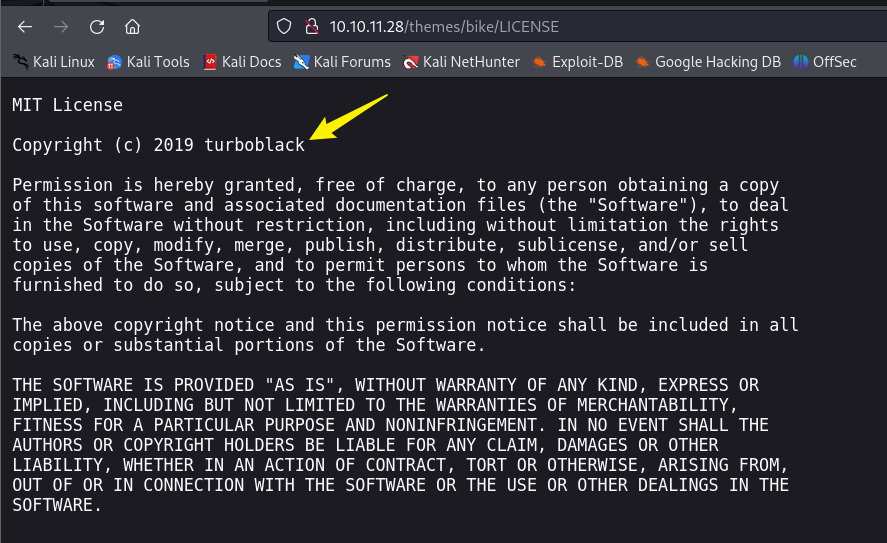 10.10.11.28/themes/bike/LICENSE
Kali Linux Kali Tools Kali Docs Kali Forums Kali NetHunter Exploit-DB Google Hacking DB OffSec
MIT License
Copyright (c) 2019 turboblack
Permission is hereby granted, free of charge, to any person obtaining a copy
of this software and associated documentation files (the "Software"), to deal
in the Software without restriction, including without limitation the rights
to use, copy, modify, merge, publish, distribute, sublicense, and/or sell
copies of the Software, and to permit persons to whom the Software is
furnished to do so, subject to the following conditions:
The above copyright notice and this permission notice shall be included in all
copies or substantial portions of the Software.
THE SOFTWARE IS PROVIDED "AS IS", WITHOUT WARRANTY OF ANY KIND, EXPRESS OR
IMPLIED, INCLUDING BUT NOT LIMITED TO THE WARRANTIES OF MERCHANTABILITY,
FITNESS FOR A PARTICULAR PURPOSE AND NONINFRINGEMENT. IN NO EVENT SHALL THE
AUTHORS OR COPYRIGHT HOLDERS BE LIABLE FOR ANY CLAIM, DAMAGES OR OTHER
LIABILITY, WHETHER IN AN ACTION OF CONTRACT, TORT OR OTHERWISE, ARISING FROM,
OUT OF OR IN CONNECTION WITH THE SOFTWARE OR THE USE OR OTHER DEALINGS IN THE
SOFTWARE.